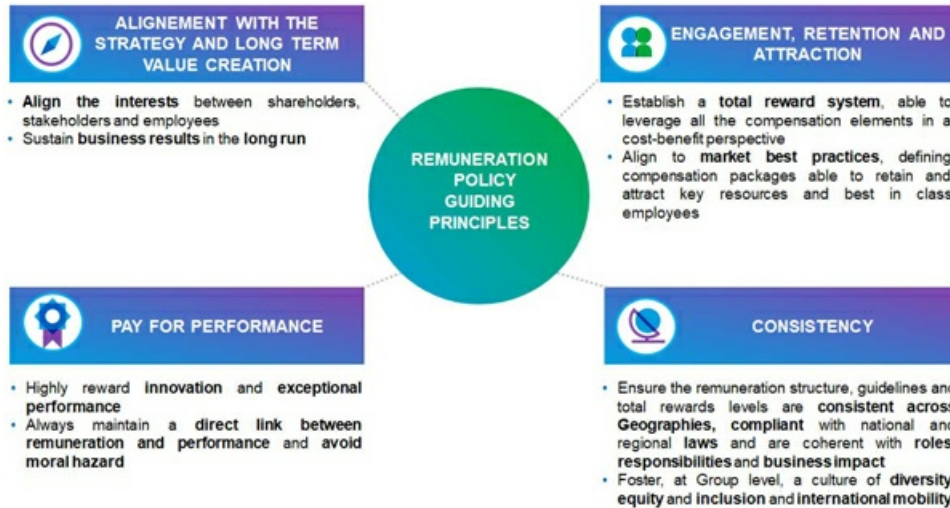 ALIGNEMENT WITH THE
STRATEGY AND LONG TERM
VALUE CREATION
• Align the interests between shareholders,
stakeholders and employees
• Sustain business results in the long run
ENGAGEMENT, RETENTION AND
ATTRACTION
• Establish a total reward system, able to
leverage all the compensation elements in a
cost-benefit perspective
• Align to market best practices, defining
compensation packages able to retain and
attract key resources and best in class
employees
REMUNERATION
POLICY
GUIDING
PRINCIPLES
PAY FOR PERFORMANCE
• Highly reward innovation and exceptional
performance
• Always maintain a direct link between
remuneration and performance and avoid
moral hazard
CONSISTENCY
• Ensure the remuneration structure, guidelines and
total rewards levels are consistent across
Geographies, compliant with national and
regional laws and are coherent with roles
responsibilities and business impact
• Foster, at Group level, a culture of diversity
equity and inclusion and international mobility